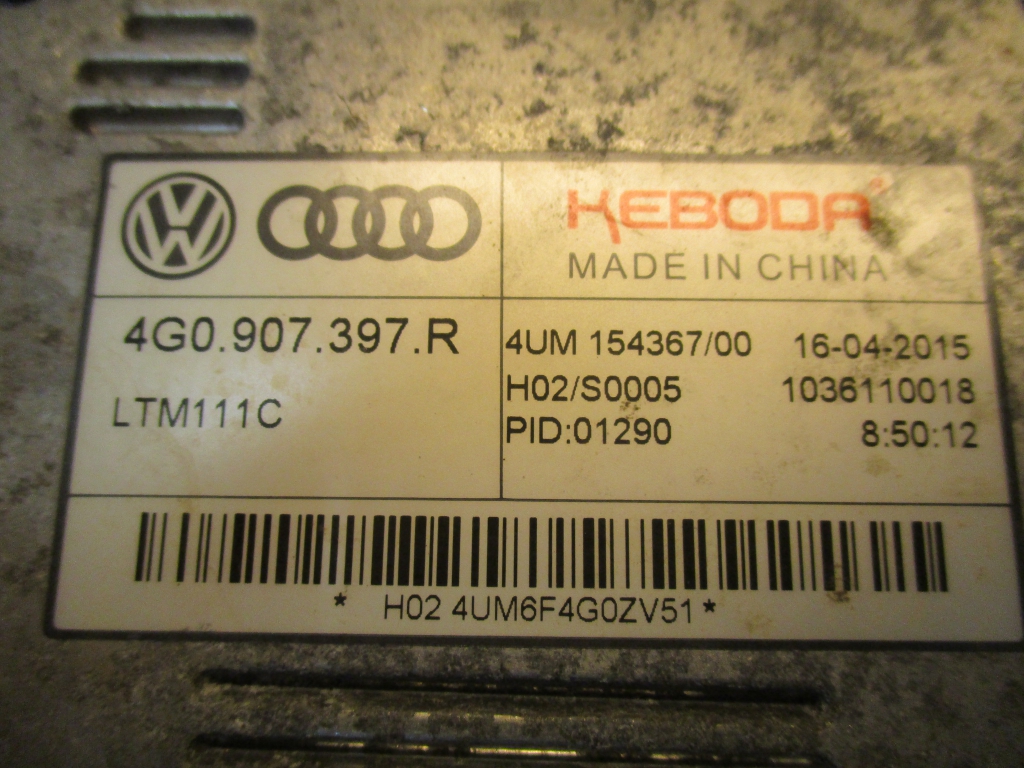 KEBODA
MADE IN CHINA
4G0.907.397.R
LTM111C
4UM 154367/00 16-04-2015
H02/S0005 1036110018
PID:01290 8:50:12
* H02 4UM6F4G0ZV51 *